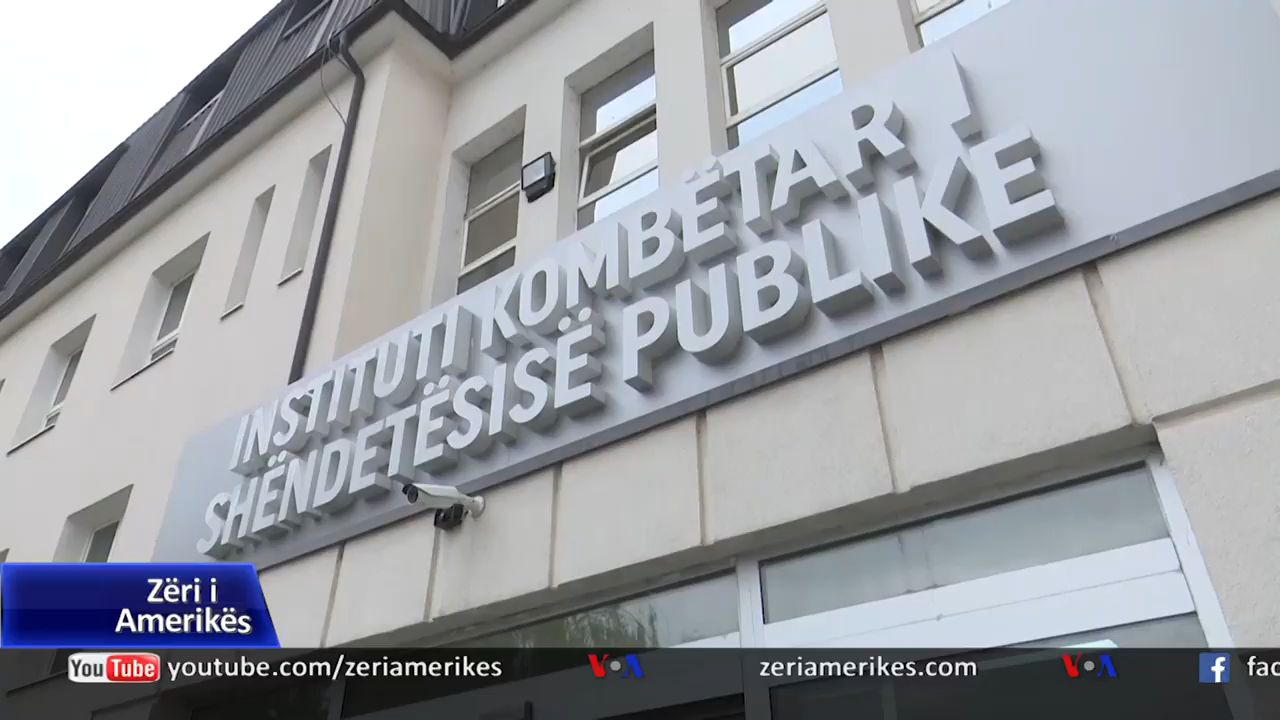 INSTITUTI KOMBËTAR I
SHËNDETËSISË PUBLIKE
Zëri i
Amerikës
YouTube youtube.com/zeriamerikes VOA zeriamerikes.com VOA f